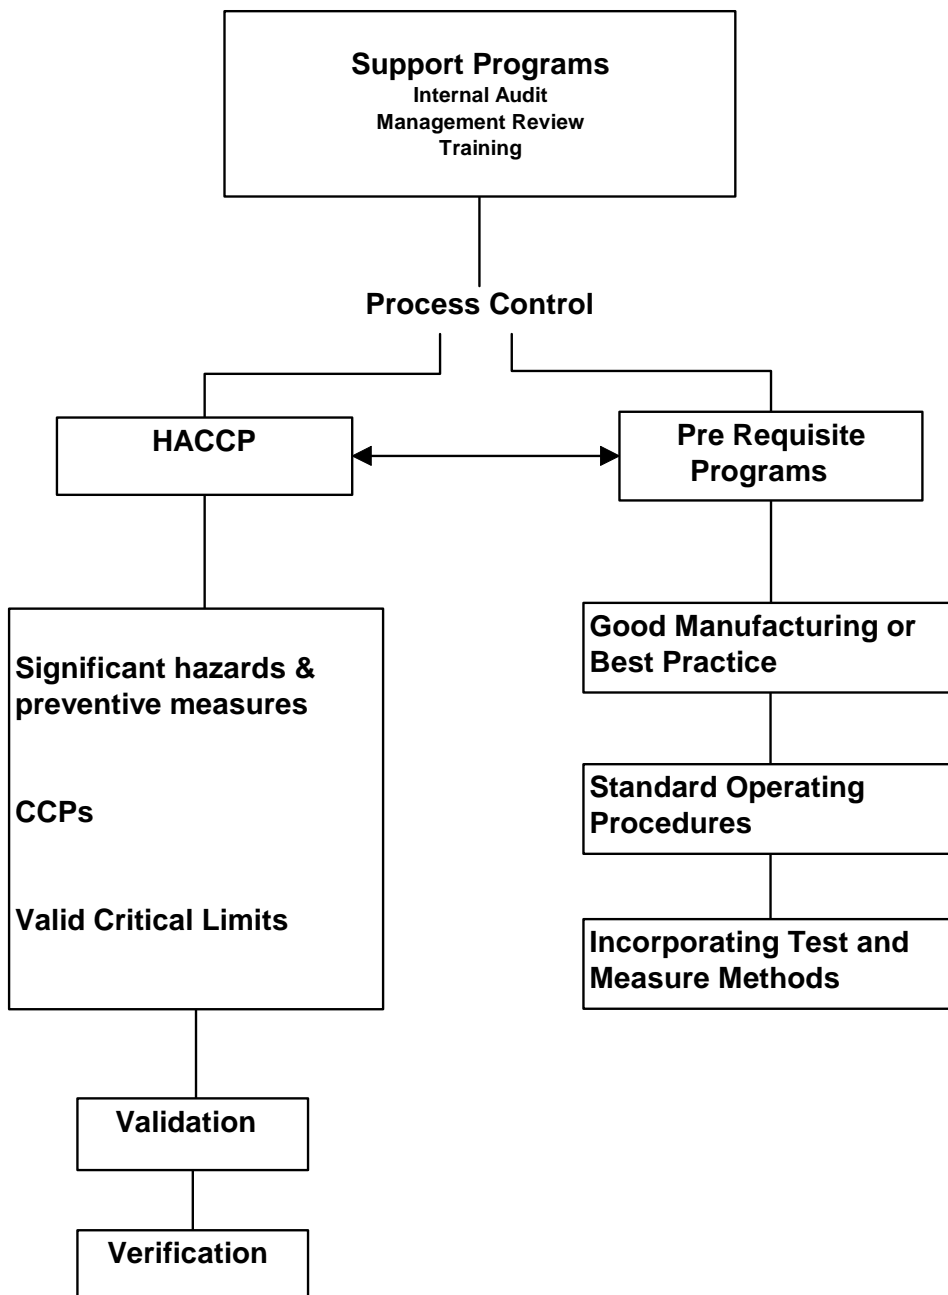 Support Programs
Internal Audit
Management Review
Training
Process Control
HACCP
Pre Requisite
Programs
Significant hazards &
preventive measures
CCPs
Valid Critical Limits
Good Manufacturing or
Best Practice
Standard Operating
Procedures
Incorporating Test and
Measure Methods
Validation
Verification